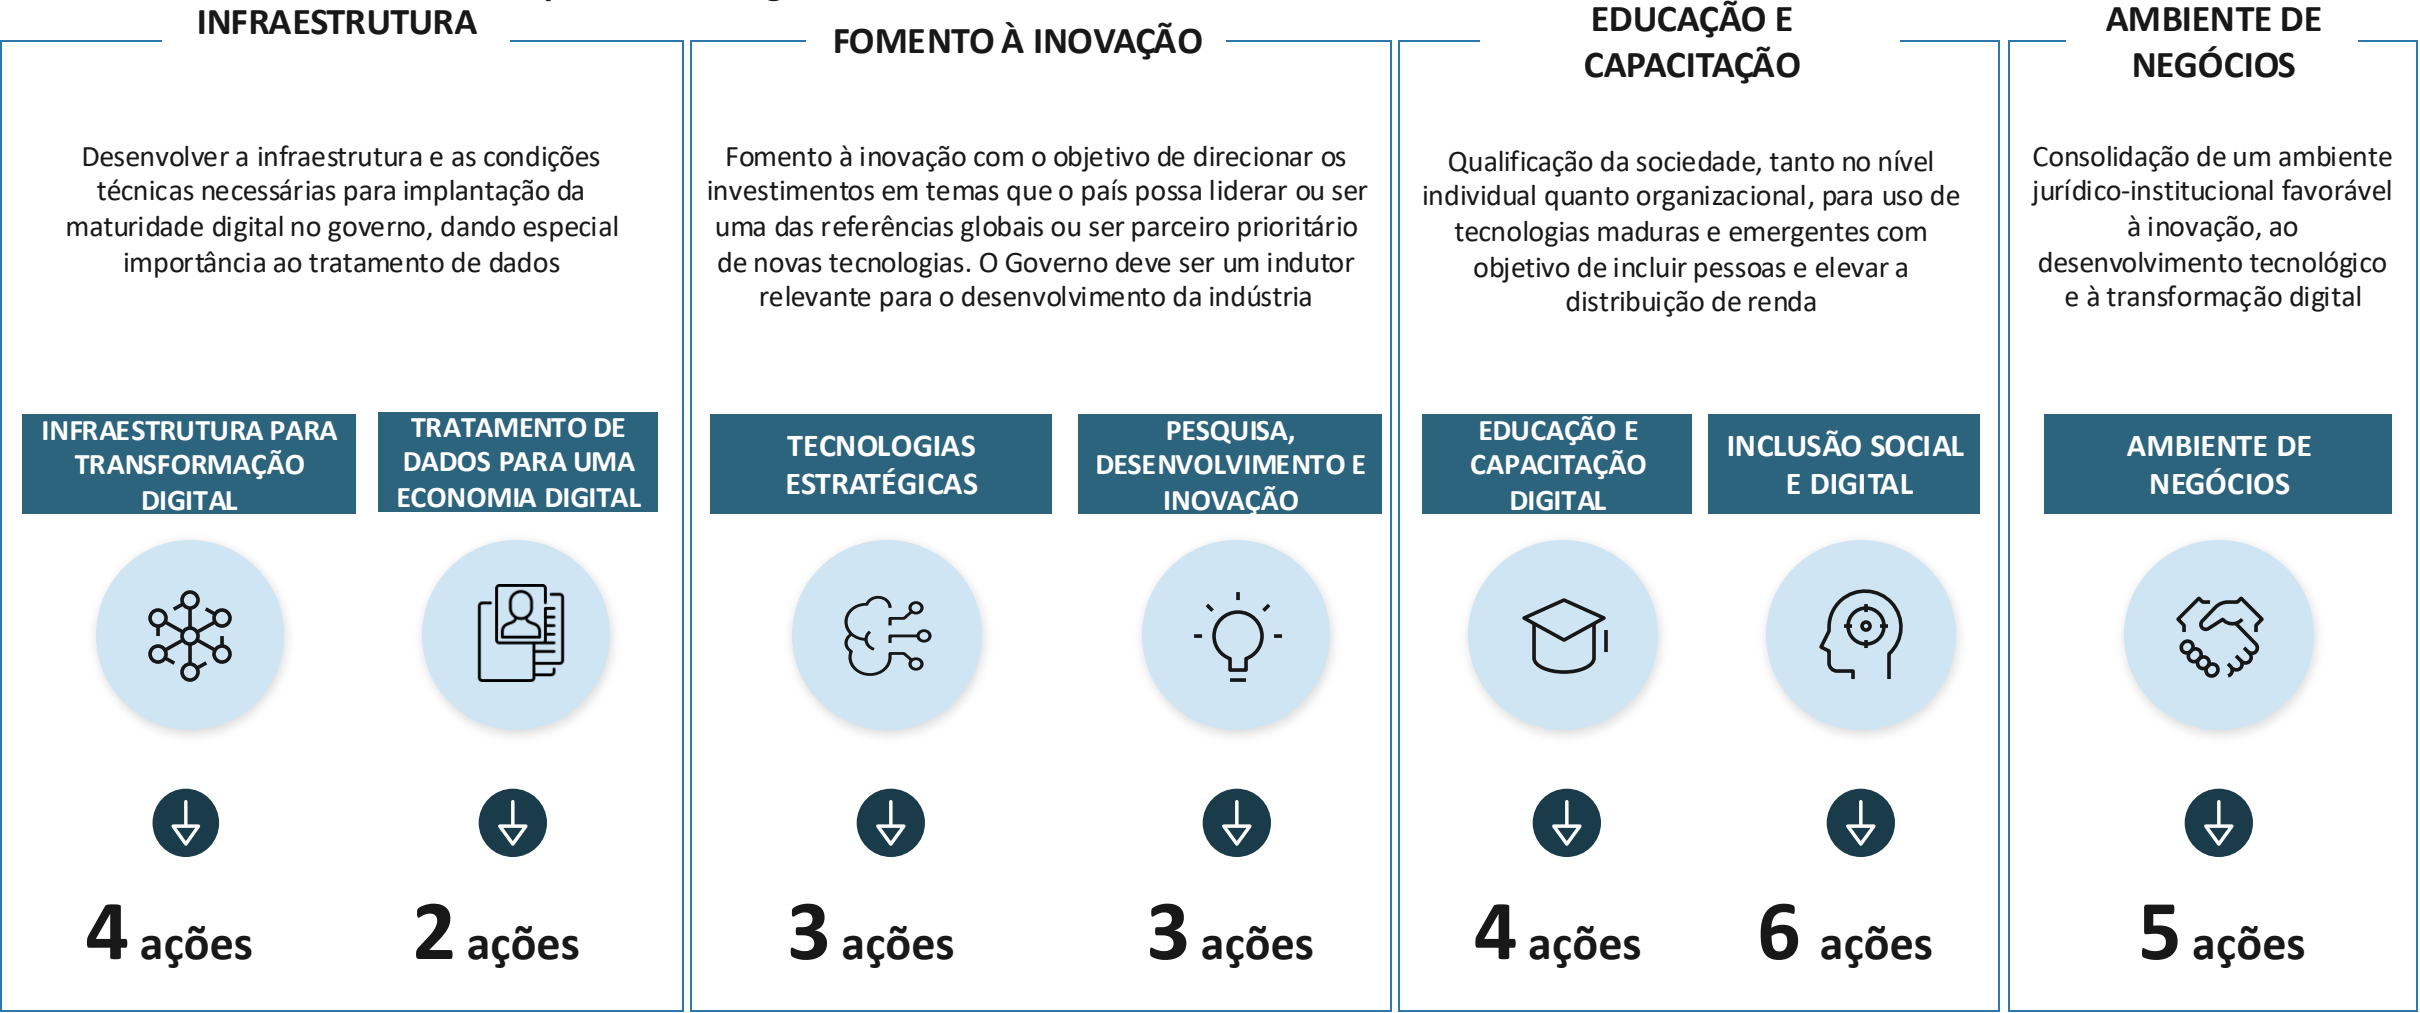 INFRAESTRUTURA
Desenvolver a infraestrutura e as condições
técnicas necessárias para implantação da
maturidade digital no governo, dando especial
importância ao tratamento de dados
INFRAESTRUTURA PARA
TRANSFORMAÇÃO
DIGITAL
4 ações
TRATAMENTO DE
DADOS PARA UMA
ECONOMIA DIGITAL
2 ações
FOMENTO À INOVAÇÃO
Fomento à inovação com o objetivo de direcionar os
investimentos em temas que o país possa liderar ou ser
uma das referências globais ou ser parceiro prioritário
de novas tecnologias. O Governo deve ser um indutor
relevante para o desenvolvimento da indústria
TECNOLOGIAS
ESTRATÉGICAS
3 ações
PESQUISA,
DESENVOLVIMENTO E
INOVAÇÃO
3 ações
EDUCAÇÃO E
CAPACITAÇÃO
Qualificação da sociedade, tanto no nível
individual quanto organizacional, para uso de
tecnologias maduras e emergentes com
objetivo de incluir pessoas e elevar a
distribuição de renda
EDUCAÇÃO E
CAPACITAÇÃO
DIGITAL
4 ações
INCLUSÃO SOCIAL
E DIGITAL
6 ações
AMBIENTE DE
NEGÓCIOS
Consolidação de um ambiente
jurídico-institucional favorável
à inovação, ao
desenvolvimento tecnológico
e à transformação digital
AMBIENTE DE
NEGÓCIOS
5 ações